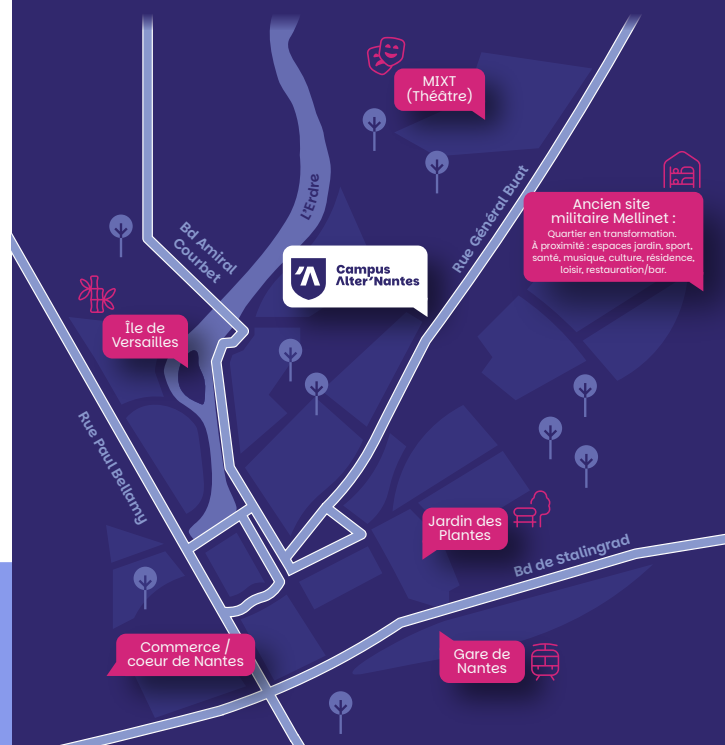 MIXT
(Théâtre)
L'Erdre
Rue Général Buat
Ancien site
militaire Mellinet :
Quartier en transformation.
À proximité : espaces jardin, sport,
santé, musique, culture, résidence,
loisir, restauration/bar.
Bd Amiral
Courbet
Campus
Alter'Nantes
Île de
Versailles
Rue Paul Bellamy
Jardin des
Plantes
Bd de Stalingrad
Commerce /
coeur de Nantes
Gare de
Nantes